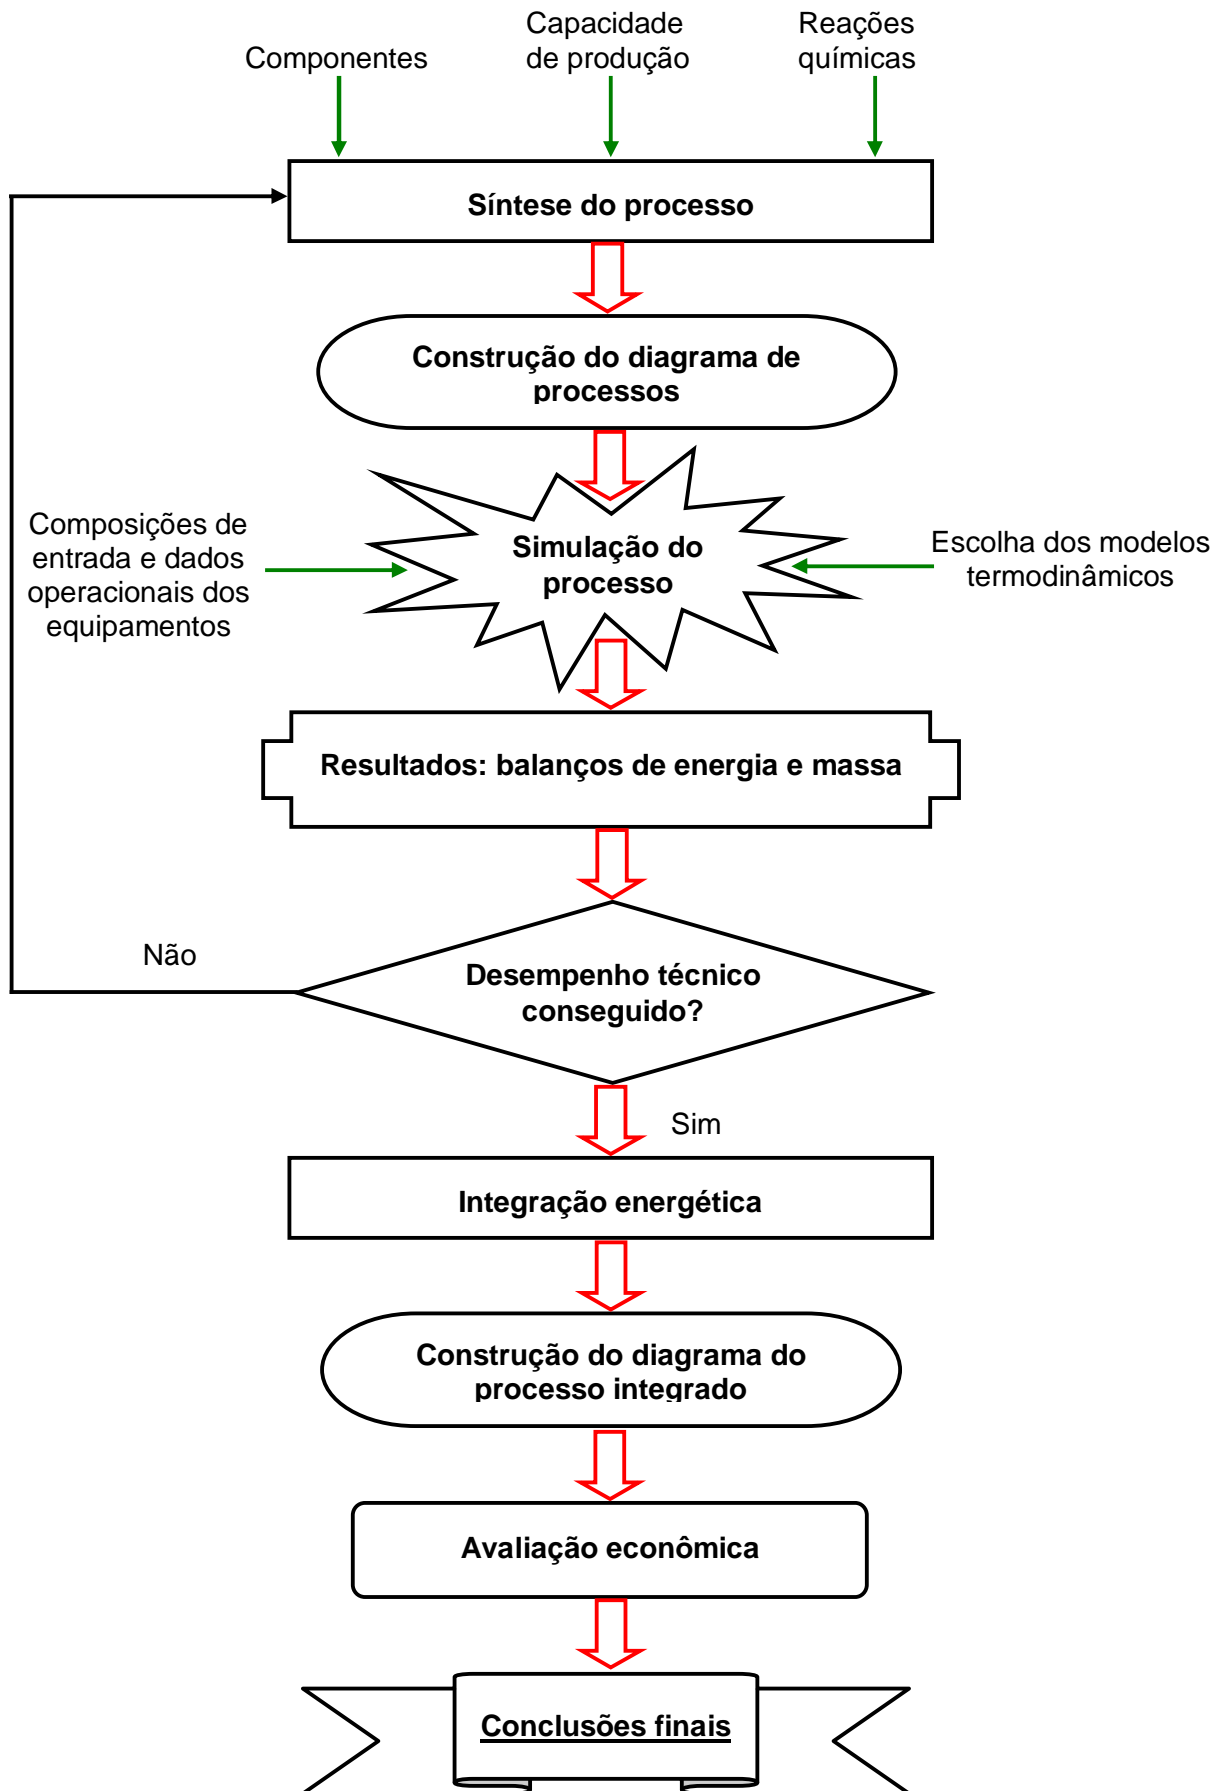 Componentes
Capacidade
de produção
Reações
químicas
Síntese do processo
Construção do diagrama de
processos
Composições de
entrada e dados
operacionais dos
equipamentos
Simulação do
processo
Escolha dos modelos
termodinâmicos
Resultados: balanços de energia e massa
Não
Desempenho técnico
conseguido?
Sim
Integração energética
Construção do diagrama do
processo integrado
Avaliação econômica
Conclusões finais